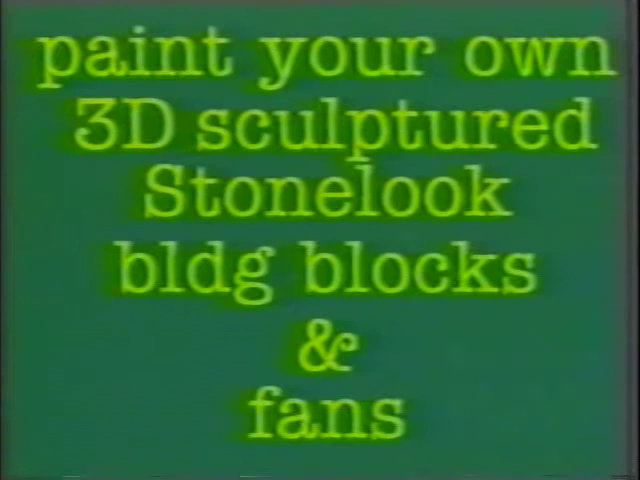 paint your own
3D sculptured
Stonelook
bldg blocks
&
fans